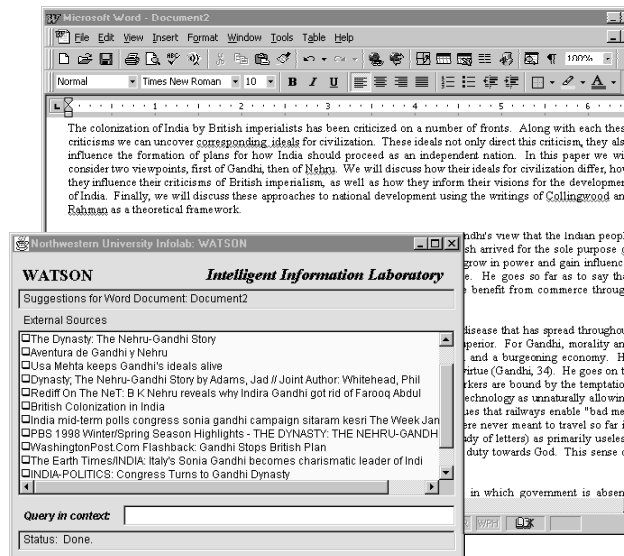 Microsoft Word - Document2
File Edit View Insert Format Window Tools Table Help
100%
Normal Times New Roman 10 B I U
1 2 3 4 5 6
The colonization of India by British imperialists has been criticized on a number of fronts. Along with each thes
criticisms we can uncover corresponding ideals for civilization. These ideals not only direct this criticism, they als
influence the formation of plans for how India should proceed as an independent nation. In this paper we wi
consider two viewpoints, first of Gandhi, then of Nehru. We will discuss how their ideals for civilization differ, how
they influence their criticisms of British imperialism, as well as how they inform their visions for the developme
of India. Finally, we will discuss these approaches to national development using the writings of Collingwood an
Rahman as a theoretical framework.
ndhi's view that the Indian peopl
sh arrived for the sole purpose o
grow in power and gain influenc
e. He goes so far as to say tha
benefit from commerce throug
disease that has spread throughou
perior. For Gandhi, morality an
and a burgeoning economy. H
virtue (Gandhi, 34). He goes on t
rkers are bound by the temptatio
echnology as unnaturally allowin
ues that railways enable "bad me
ere never meant to travel so far i
dy of letters) as primarily useles
duty towards God. This sense o
in which government is absen
WPH
Northwestern University Infolab: WATSON
WATSON Intelligent Information Laboratory
Suggestions for Word Document: Document2
External Sources
The Dynasty: The Nehru-Gandhi Story
Aventura de Gandhi y Nehru
Usa Mehta keeps Gandhi's ideals alive
Dynasty; The Nehru-Gandhi Story by Adams, Jad // Joint Author: Whitehead, Phil
Rediff On The NeT: B K Nehru reveals why Indira Gandhi got rid of Farooq Abdul
British Colonization in India
India mid-term polls congress sonia gandhi campaign sitaram kesri The Week Jan
PBS 1998 Winter/Spring Season Highlights - THE DYNASTY: THE NEHRU-GANDH
WashingtonPost.Com Flashback: Gandhi Stops British Plan
The Earth Times/INDIA: Italy's Sonia Gandhi becomes charismatic leader of Indi
INDIA-POLITICS: Congress Turns to Gandhi Dynasty
Query in context:
Status: Done.